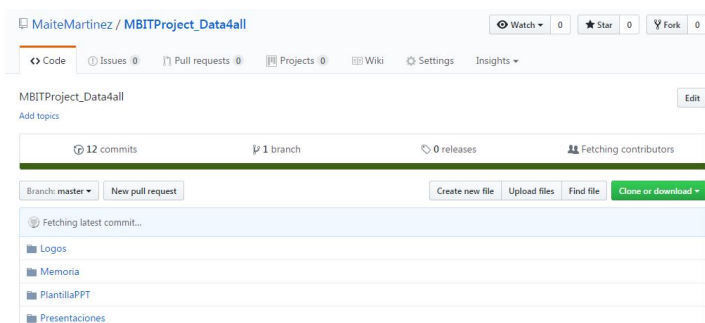 MaiteMartinez / MBITProject_Data4all Watch 0 Star 0 Fork 0
Code Issues 0 Pull requests 0 Projects 0 Wiki Settings Insights
MBITProject_Data4all Edit
Add topics
12 commits 1 branch 0 releases Fetching contributors
Branch: master New pull request Create new file Upload files Find file Clone or download
Fetching latest commit...
Logos
Memoria
PlantillaPPT
Presentaciones